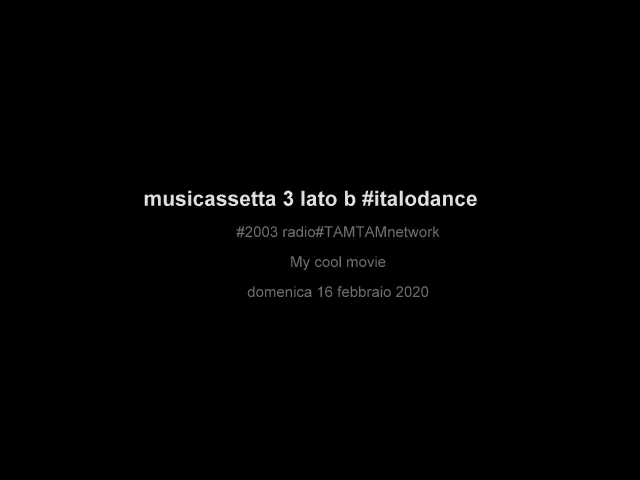 musicassetta 3 lato b #italodance
#2003 radio#TAMTAMnetwork
My cool movie
domenica 16 febbraio 2020